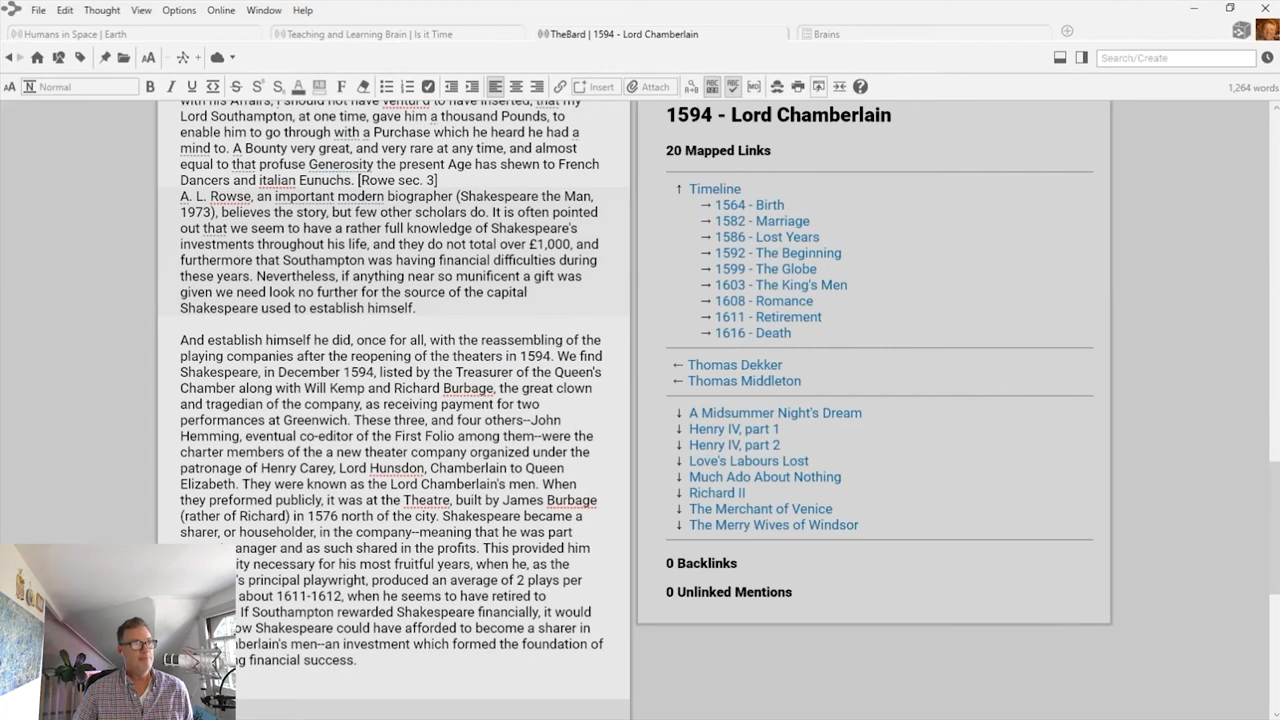 File Edit Thought View Options Online Window Help
Humans in Space | Earth
Teaching and Learning Brain | Is it Time
TheBard | 1594 - Lord Chamberlain
Brains
Search/Create
Normal
Insert
Attach
1,264 words
with his Affairs, I should not have ventur'd to have inserted, that my
Lord Southampton, at one time, gave him a thousand Pounds, to
enable him to go through with a Purchase which he heard he had a
mind to. A Bounty very great, and very rare at any time, and almost
equal to that profuse Generosity the present Age has shewn to French
Dancers and italian Eunuchs. [Rowe sec. 3]
A. L. Rowse, an important modern biographer (Shakespeare the Man,
1973), believes the story, but few other scholars do. It is often pointed
out that we seem to have a rather full knowledge of Shakespeare's
investments throughout his life, and they do not total over £1,000, and
furthermore that Southampton was having financial difficulties during
these years. Nevertheless, if anything near so munificent a gift was
given we need look no further for the source of the capital
Shakespeare used to establish himself.
And establish himself he did, once for all, with the reassembling of the
playing companies after the reopening of the theaters in 1594. We find
Shakespeare, in December 1594, listed by the Treasurer of the Queen's
Chamber along with Will Kemp and Richard Burbage, the great clown
and tragedian of the company, as receiving payment for two
performances at Greenwich. These three, and four others--John
Hemming, eventual co-editor of the First Folio among them--were the
charter members of the a new theater company organized under the
patronage of Henry Carey, Lord Hunsdon, Chamberlain to Queen
Elizabeth. They were known as the Lord Chamberlain's men. When
they preformed publicly, it was at the Theatre, built by James Burbage
(rather of Richard) in 1576 north of the city. Shakespeare became a
sharer, or householder, in the company--meaning that he was part
anager and as such shared in the profits. This provided him
ity necessary for his most fruitful years, when he, as the
's principal playwright, produced an average of 2 plays per
about 1611-1612, when he seems to have retired to
If Southampton rewarded Shakespeare financially, it would
ow Shakespeare could have afforded to become a sharer in
mberlain's men--an investment which formed the foundation of
g financial success.
1594 - Lord Chamberlain
20 Mapped Links
↑ Timeline
→ 1564 - Birth
→ 1582 - Marriage
→ 1586 - Lost Years
→ 1592 - The Beginning
→ 1599 - The Globe
→ 1603 - The King's Men
→ 1608 - Romance
→ 1611 - Retirement
→ 1616 - Death
← Thomas Dekker
← Thomas Middleton
↓ A Midsummer Night's Dream
↓ Henry IV, part 1
↓ Henry IV, part 2
↓ Love's Labours Lost
↓ Much Ado About Nothing
↓ Richard II
↓ The Merchant of Venice
↓ The Merry Wives of Windsor
0 Backlinks
0 Unlinked Mentions